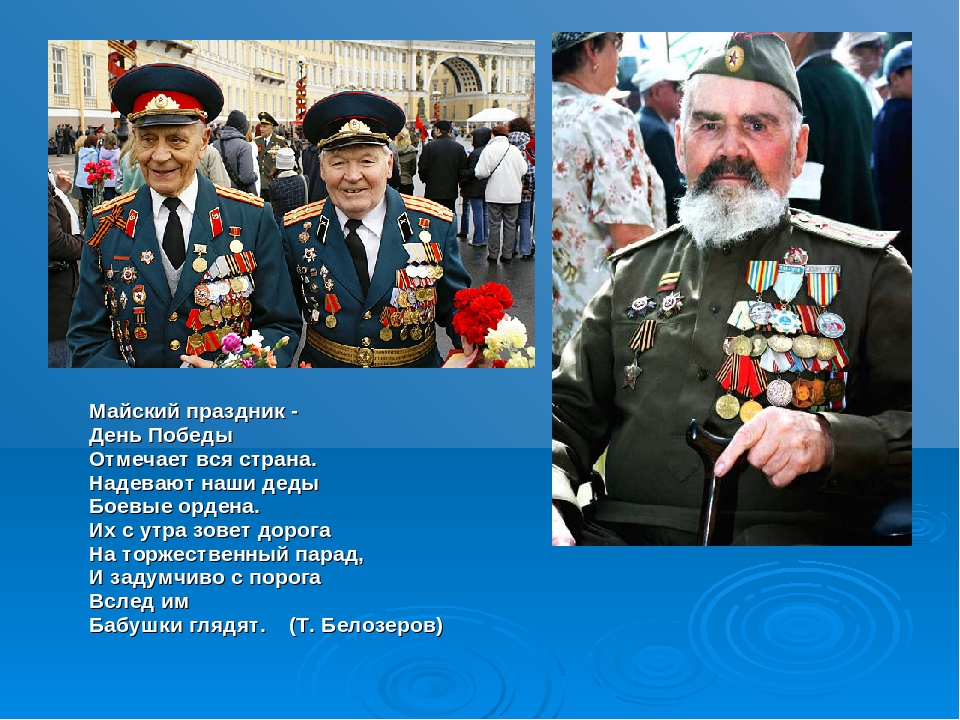 Майский праздник -
День Победы
Отмечает вся страна.
Надевают наши деды
Боевые ордена.
Их с утра зовет дорога
На торжественный парад,
И задумчиво с порога
Вслед им
Бабушки глядят. (Т. Белозеров)